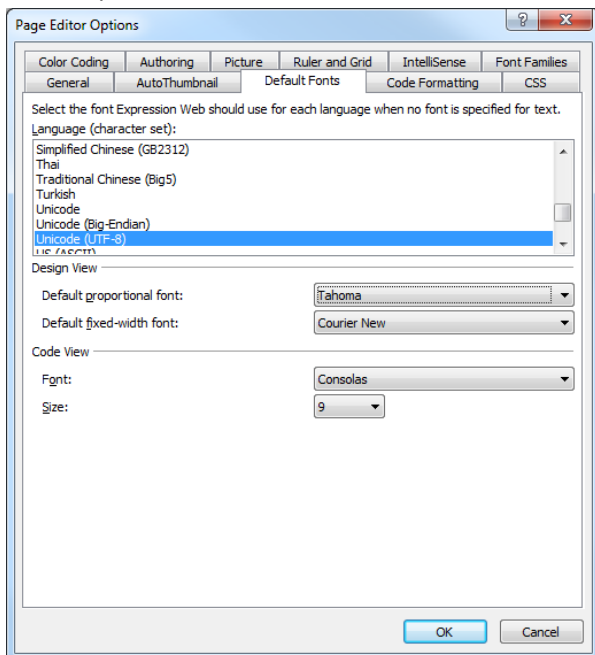 Page Editor Options
Color Coding Authoring Picture Ruler and Grid IntelliSense Font Families
General AutoThumbnail Default Fonts Code Formatting CSS
Select the font Expression Web should use for each language when no font is specified for text.
Language (character set):
Simplified Chinese (GB2312)
Thai
Traditional Chinese (Big5)
Turkish
Unicode
Unicode (Big-Endian)
Unicode (UTF-8)
US (ASCII)
Design View
Default proportional font: Tahoma
Default fixed-width font: Courier New
Code View
Font: Consolas
Size: 9
OK Cancel